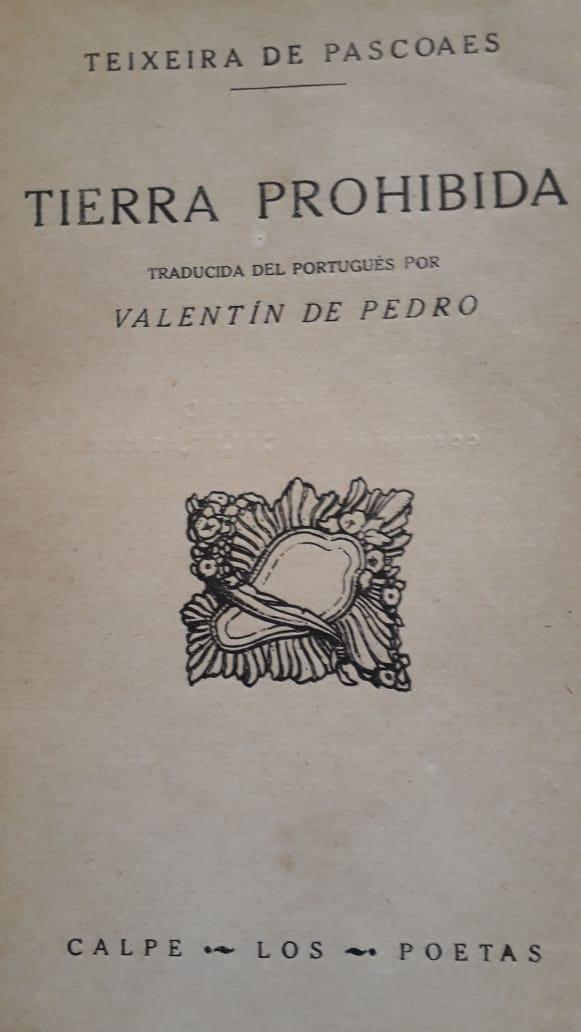 TEIXEIRA DE PASCOAES
TIERRA PROHIBIDA
TRADUCIDA DEL PORTUGUÉS POR
VALENTÍN DE PEDRO
CALPE LOS POETAS